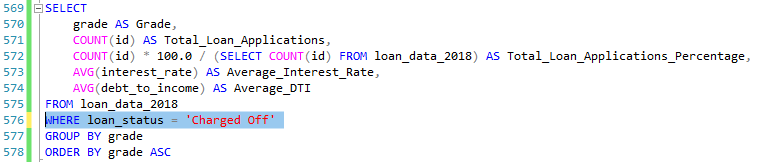 569 SELECT
570 grade AS Grade,
571 COUNT(id) AS Total_Loan_Applications,
572 COUNT(id) * 100.0 / (SELECT COUNT(id) FROM loan_data_2018) AS Total_Loan_Applications_Percentage,
573 AVG(interest_rate) AS Average_Interest_Rate,
574 AVG(debt_to_income) AS Average_DTI
575 FROM loan_data_2018
576 WHERE loan_status = 'Charged Off'
577 GROUP BY grade
578 ORDER BY grade ASC